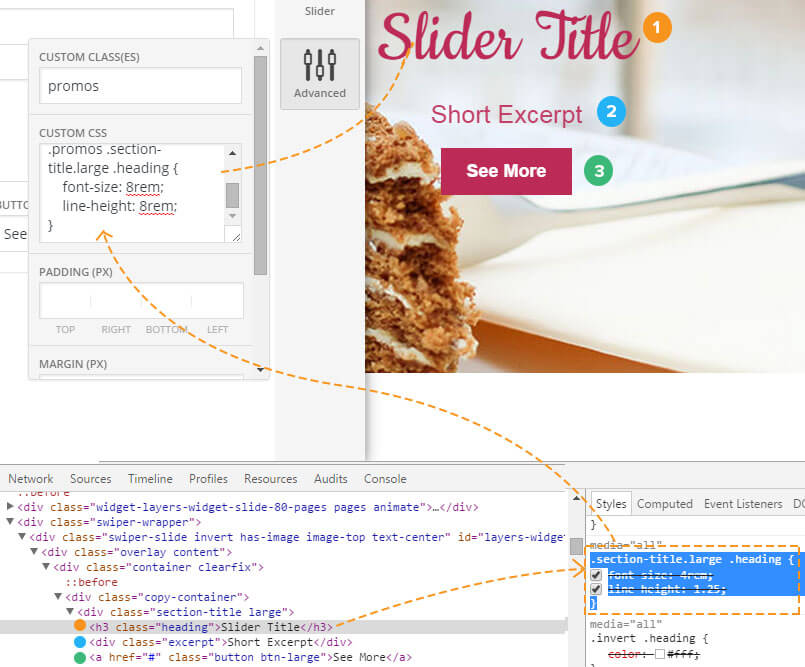 Slider
Advanced
CUSTOM CLASS(ES)
promos
CUSTOM CSS
.promos .section-
title.large .heading {
font-size: 8rem;
line-height: 8rem;
}
BUTTO
See
PADDING (PX)
TOP RIGHT BOTTOM LEFT
MARGIN (PX)
Slider Title 1
Short Excerpt 2
See More 3
Network Sources Timeline Profiles Resources Audits Console
::before
<div class="widget-layers-widget-slide-80-pages pages animate">…</div>
<div class="swiper-wrapper">
<div class="swiper-slide invert has-image image-top text-center" id="layers-widge
<div class="overlay content">
<div class="container clearfix">
::before
<div class="copy-container">
<div class="section-title large">
<h3 class="heading">Slider Title</h3>
<div class="excerpt">Short Excerpt</div>
<a href="#" class="button btn-large">See More</a>
Styles Computed Event Listeners DO
}
media="all"
.section-title.large .heading {
font-size: 4rem;
line-height: 1.25;
}
media="all"
.invert .heading {
color: #fff;